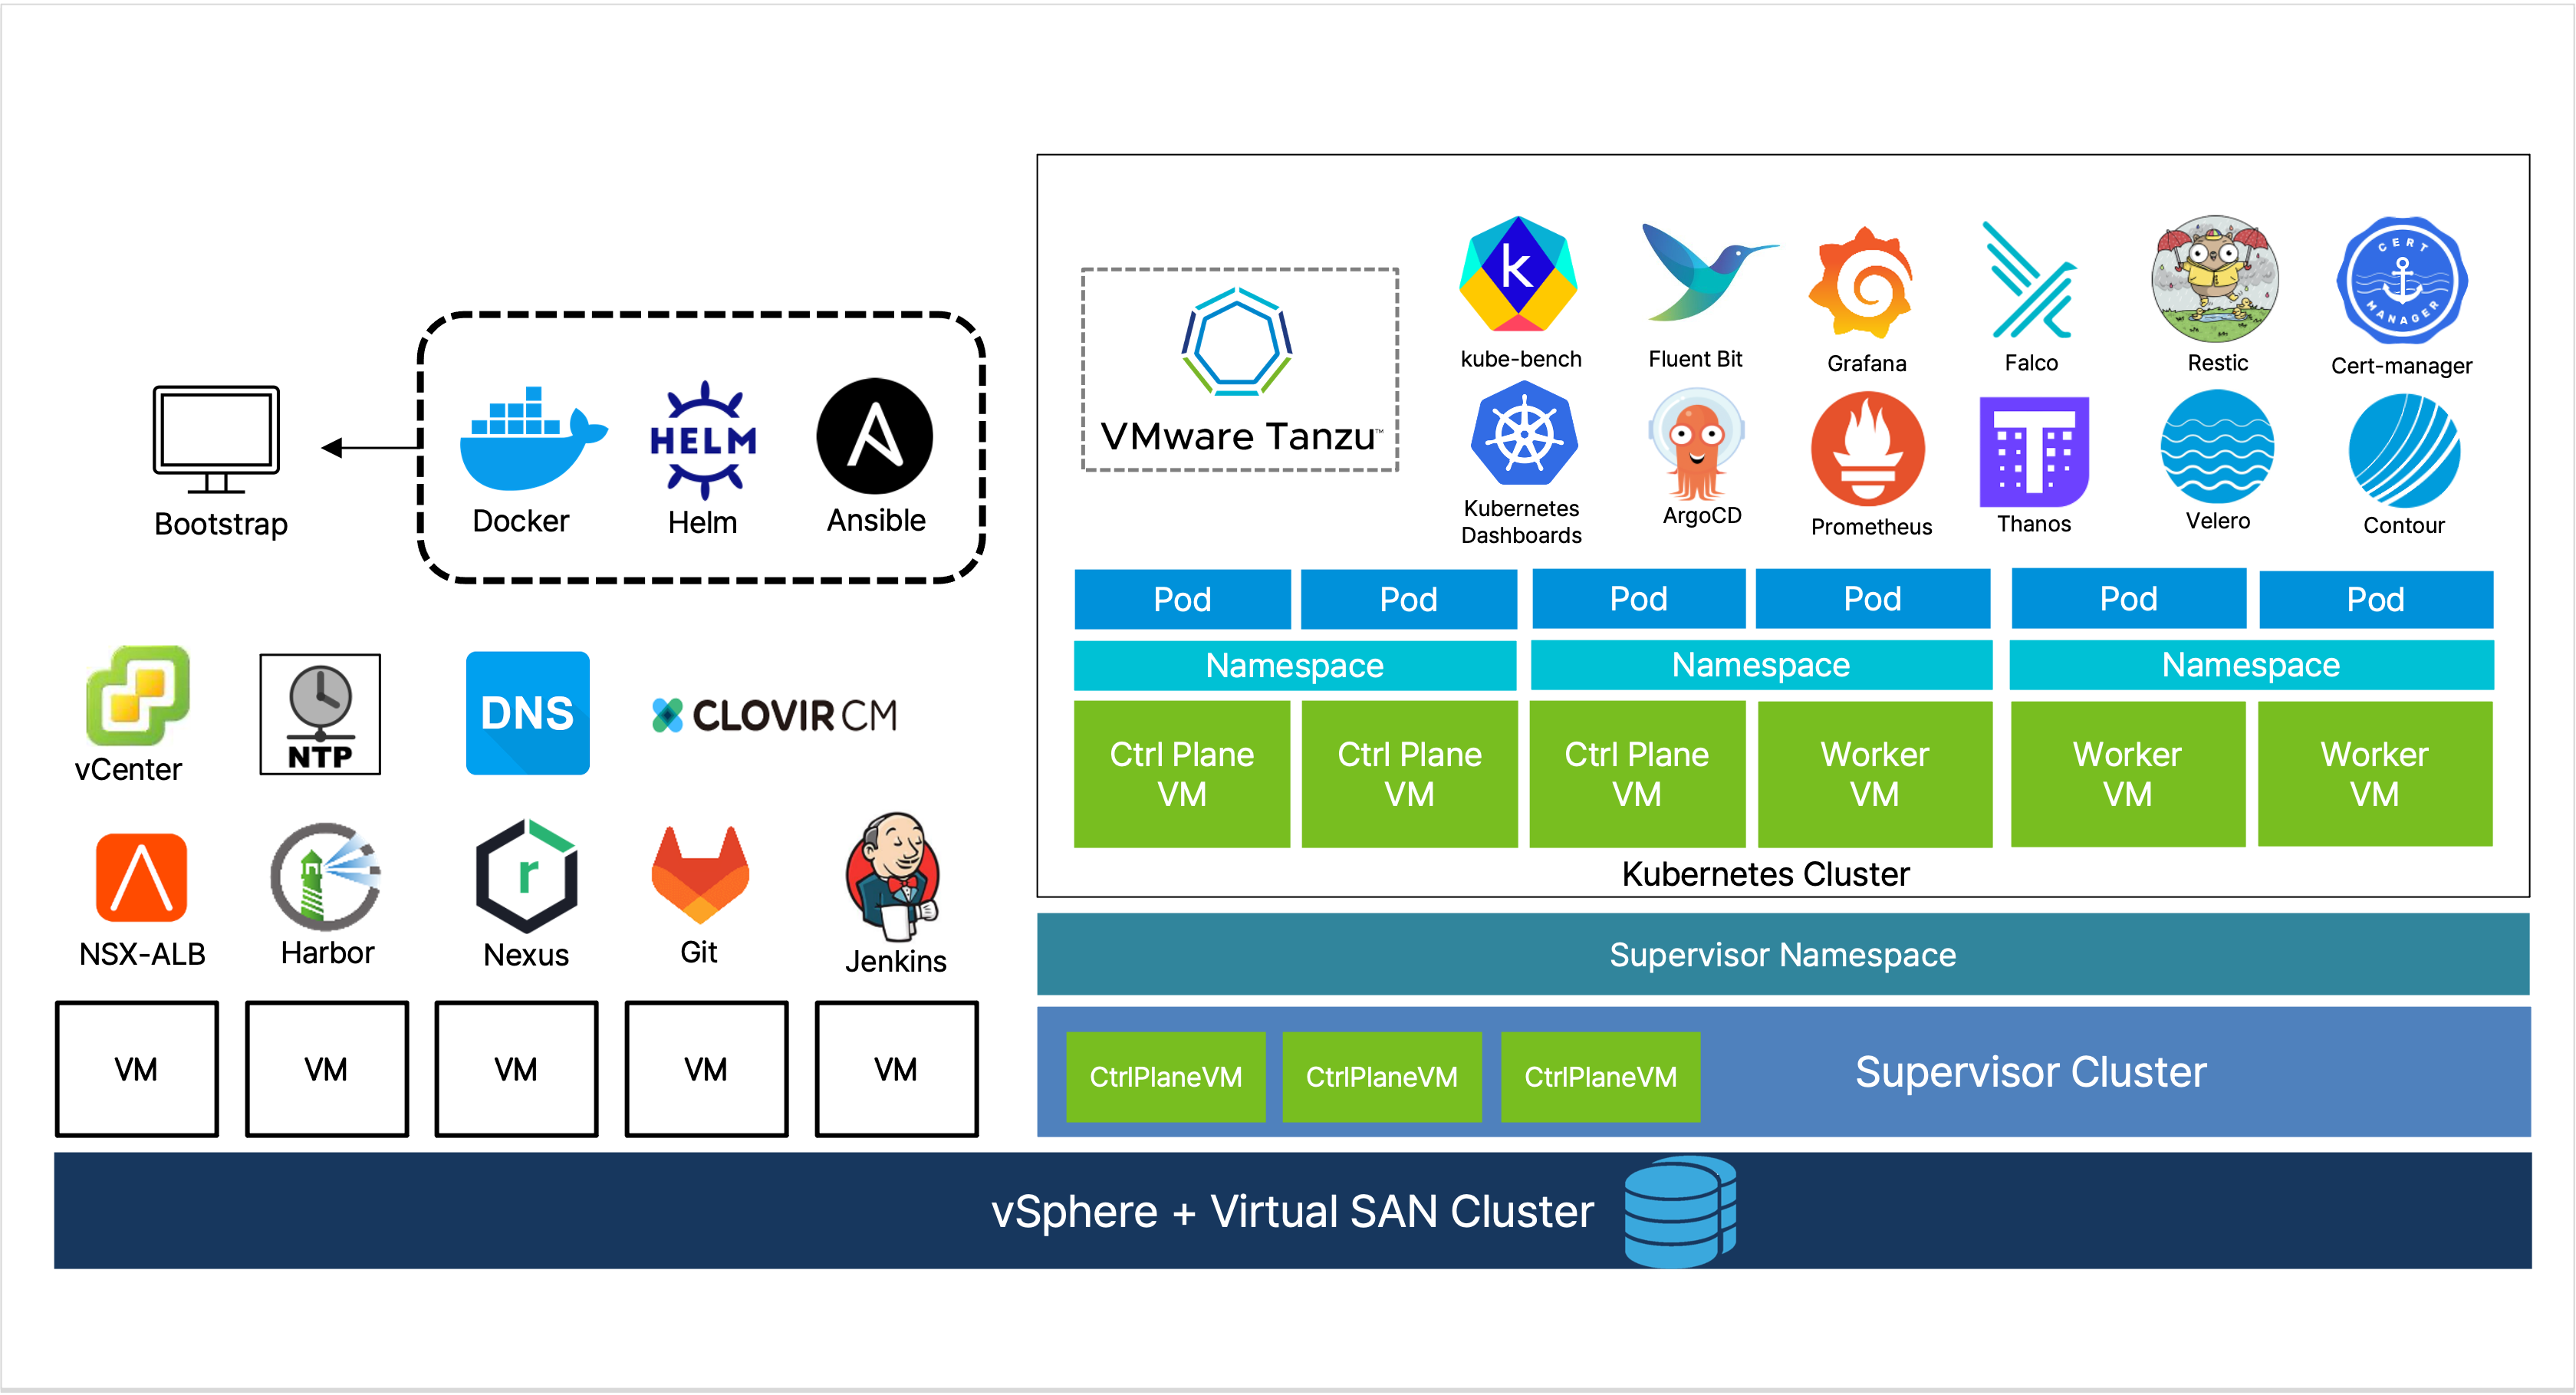 k
kube-bench
Fluent Bit
Grafana
Falco
Restic
CERT
MANAGER
Cert-manager
VMware Tanzu™
Kubernetes
Dashboards
ArgoCD
Prometheus
T
Thanos
Velero
Contour
Bootstrap
Docker
HELM
Helm
Ansible
Pod
Pod
Pod
Pod
Pod
Pod
Namespace
Namespace
Namespace
Ctrl Plane
VM
Ctrl Plane
VM
Ctrl Plane
VM
Worker
VM
Worker
VM
Worker
VM
Kubernetes Cluster
vCenter
NTP
DNS
CLOVIR CM
NSX-ALB
Harbor
r
Nexus
Git
Jenkins
VM
VM
VM
VM
VM
Supervisor Namespace
CtrlPlaneVM
CtrlPlaneVM
CtrlPlaneVM
Supervisor Cluster
vSphere + Virtual SAN Cluster